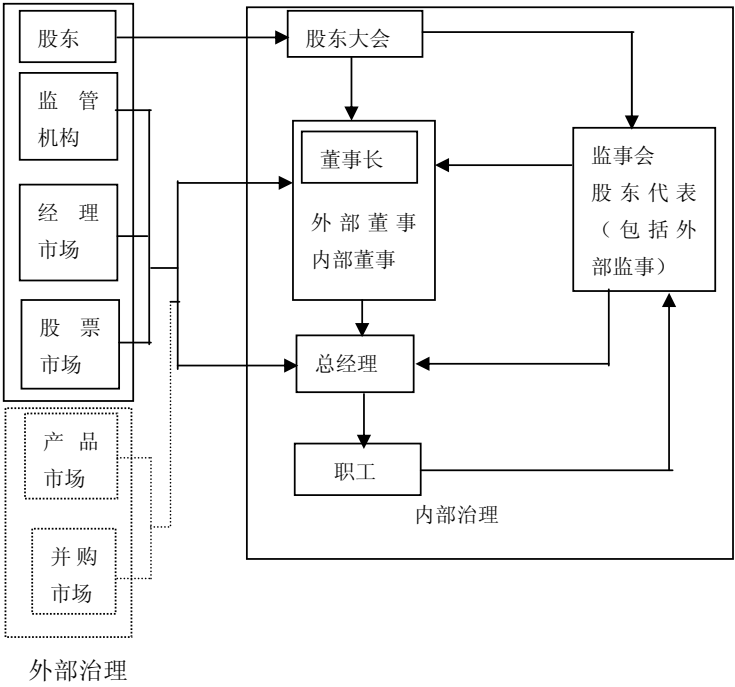 股东
监 管
机构
经 理
市场
股 票
市场
产 品
市场
并购
市场
外部治理
股东大会
董事长
外部董事
内部董事
总经理
职工
监事会
股东代表
（包括外
部监事）
内部治理